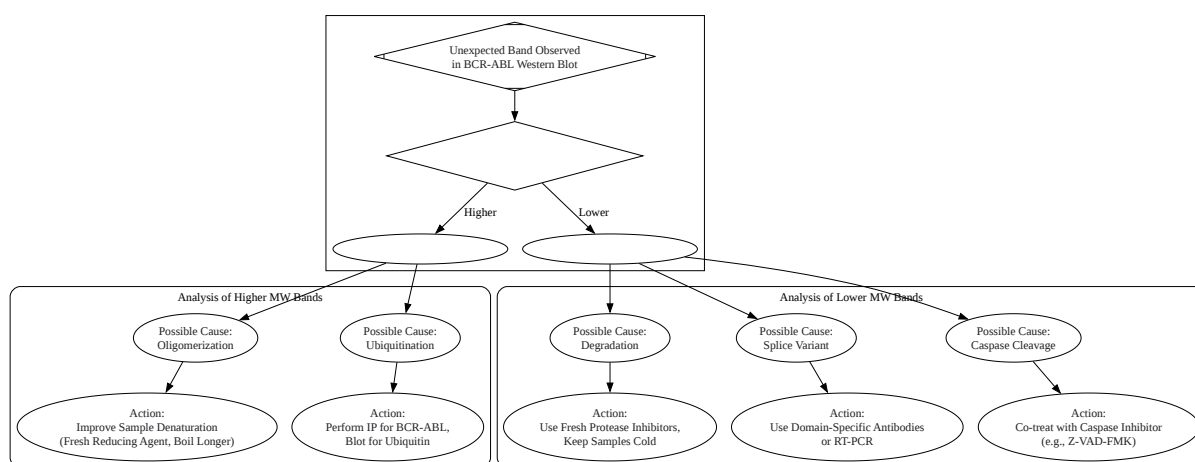 Unexpected Band Observed
in BCR-ABL Western Blot
Higher
Lower
Analysis of Higher MW Bands
Analysis of Lower MW Bands
Possible Cause:
Oligomerization
Possible Cause:
Ubiquitination
Possible Cause:
Degradation
Possible Cause:
Splice Variant
Possible Cause:
Caspase Cleavage
Action:
Improve Sample Denaturation
(Fresh Reducing Agent, Boil Longer)
Action:
Perform IP for BCR-ABL,
Blot for Ubiquitin
Action:
Use Fresh Protease Inhibitors,
Keep Samples Cold
Action:
Use Domain-Specific Antibodies
or RT-PCR
Action:
Co-treat with Caspase Inhibitor
(e.g., Z-VAD-FMK)